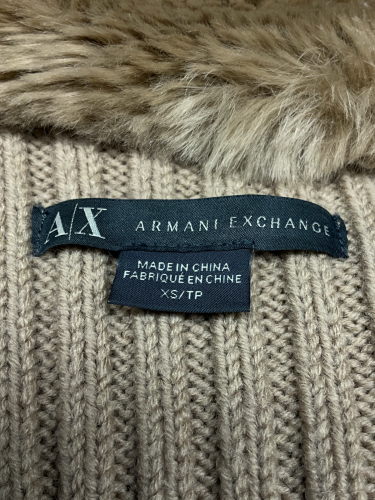 A|X ARMANI EXCHANGE
MADE IN CHINA
FABRIQUÉ EN CHINE
XS/TP